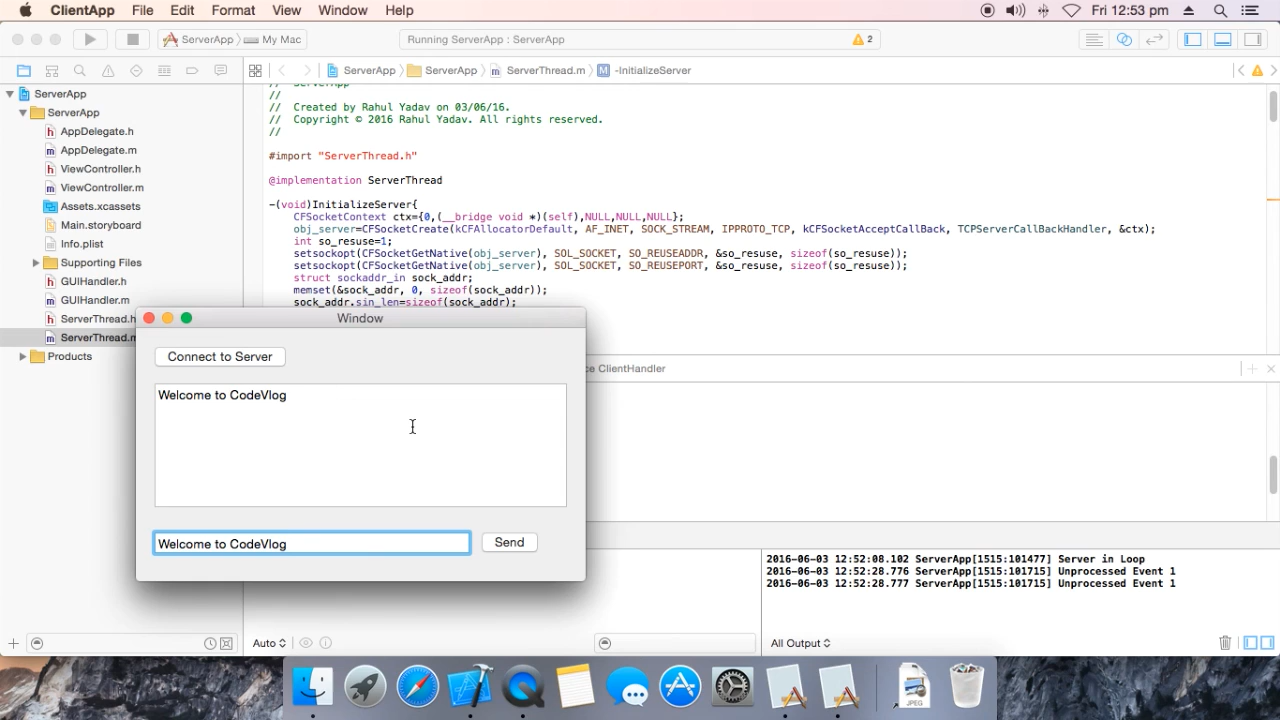 ClientApp File Edit Format View Window Help Fri 12:53 pm
ServerApp My Mac Running ServerApp : ServerApp 2
ServerApp ServerApp ServerThread.m M -InitializeServer
ServerApp
ServerApp
h AppDelegate.h
m AppDelegate.m
h ViewController.h
m ViewController.m
Assets.xcassets
Main.storyboard
Info.plist
Supporting Files
h GUIHandler.h
m GUIHandler.m
h ServerThread.h
m ServerThread.m
Products
// ServerApp
//
// Created by Rahul Yadav on 03/06/16.
// Copyright © 2016 Rahul Yadav. All rights reserved.
//
#import "ServerThread.h"
@implementation ServerThread
-(void)InitializeServer{
CFSocketContext ctx={0,(__bridge void *)(self),NULL,NULL,NULL};
obj_server=CFSocketCreate(kCFAllocatorDefault, AF_INET, SOCK_STREAM, IPPROTO_TCP, kCFSocketAcceptCallBack, TCPServerCallBackHandler, &ctx);
int so_resuse=1;
setsockopt(CFSocketGetNative(obj_server), SOL_SOCKET, SO_REUSEADDR, &so_resuse, sizeof(so_resuse));
setsockopt(CFSocketGetNative(obj_server), SOL_SOCKET, SO_REUSEPORT, &so_resuse, sizeof(so_resuse));
struct sockaddr_in sock_addr;
memset(&sock_addr, 0, sizeof(sock_addr));
sock_addr.sin_len=sizeof(sock_addr);
Window
Connect to Server
Welcome to CodeVlog
Welcome to CodeVlog
Send
ClientHandler
2016-06-03 12:52:08.102 ServerApp[1515:101477] Server in Loop
2016-06-03 12:52:28.776 ServerApp[1515:101715] Unprocessed Event 1
2016-06-03 12:52:28.777 ServerApp[1515:101715] Unprocessed Event 1
Auto All Output
JPEG